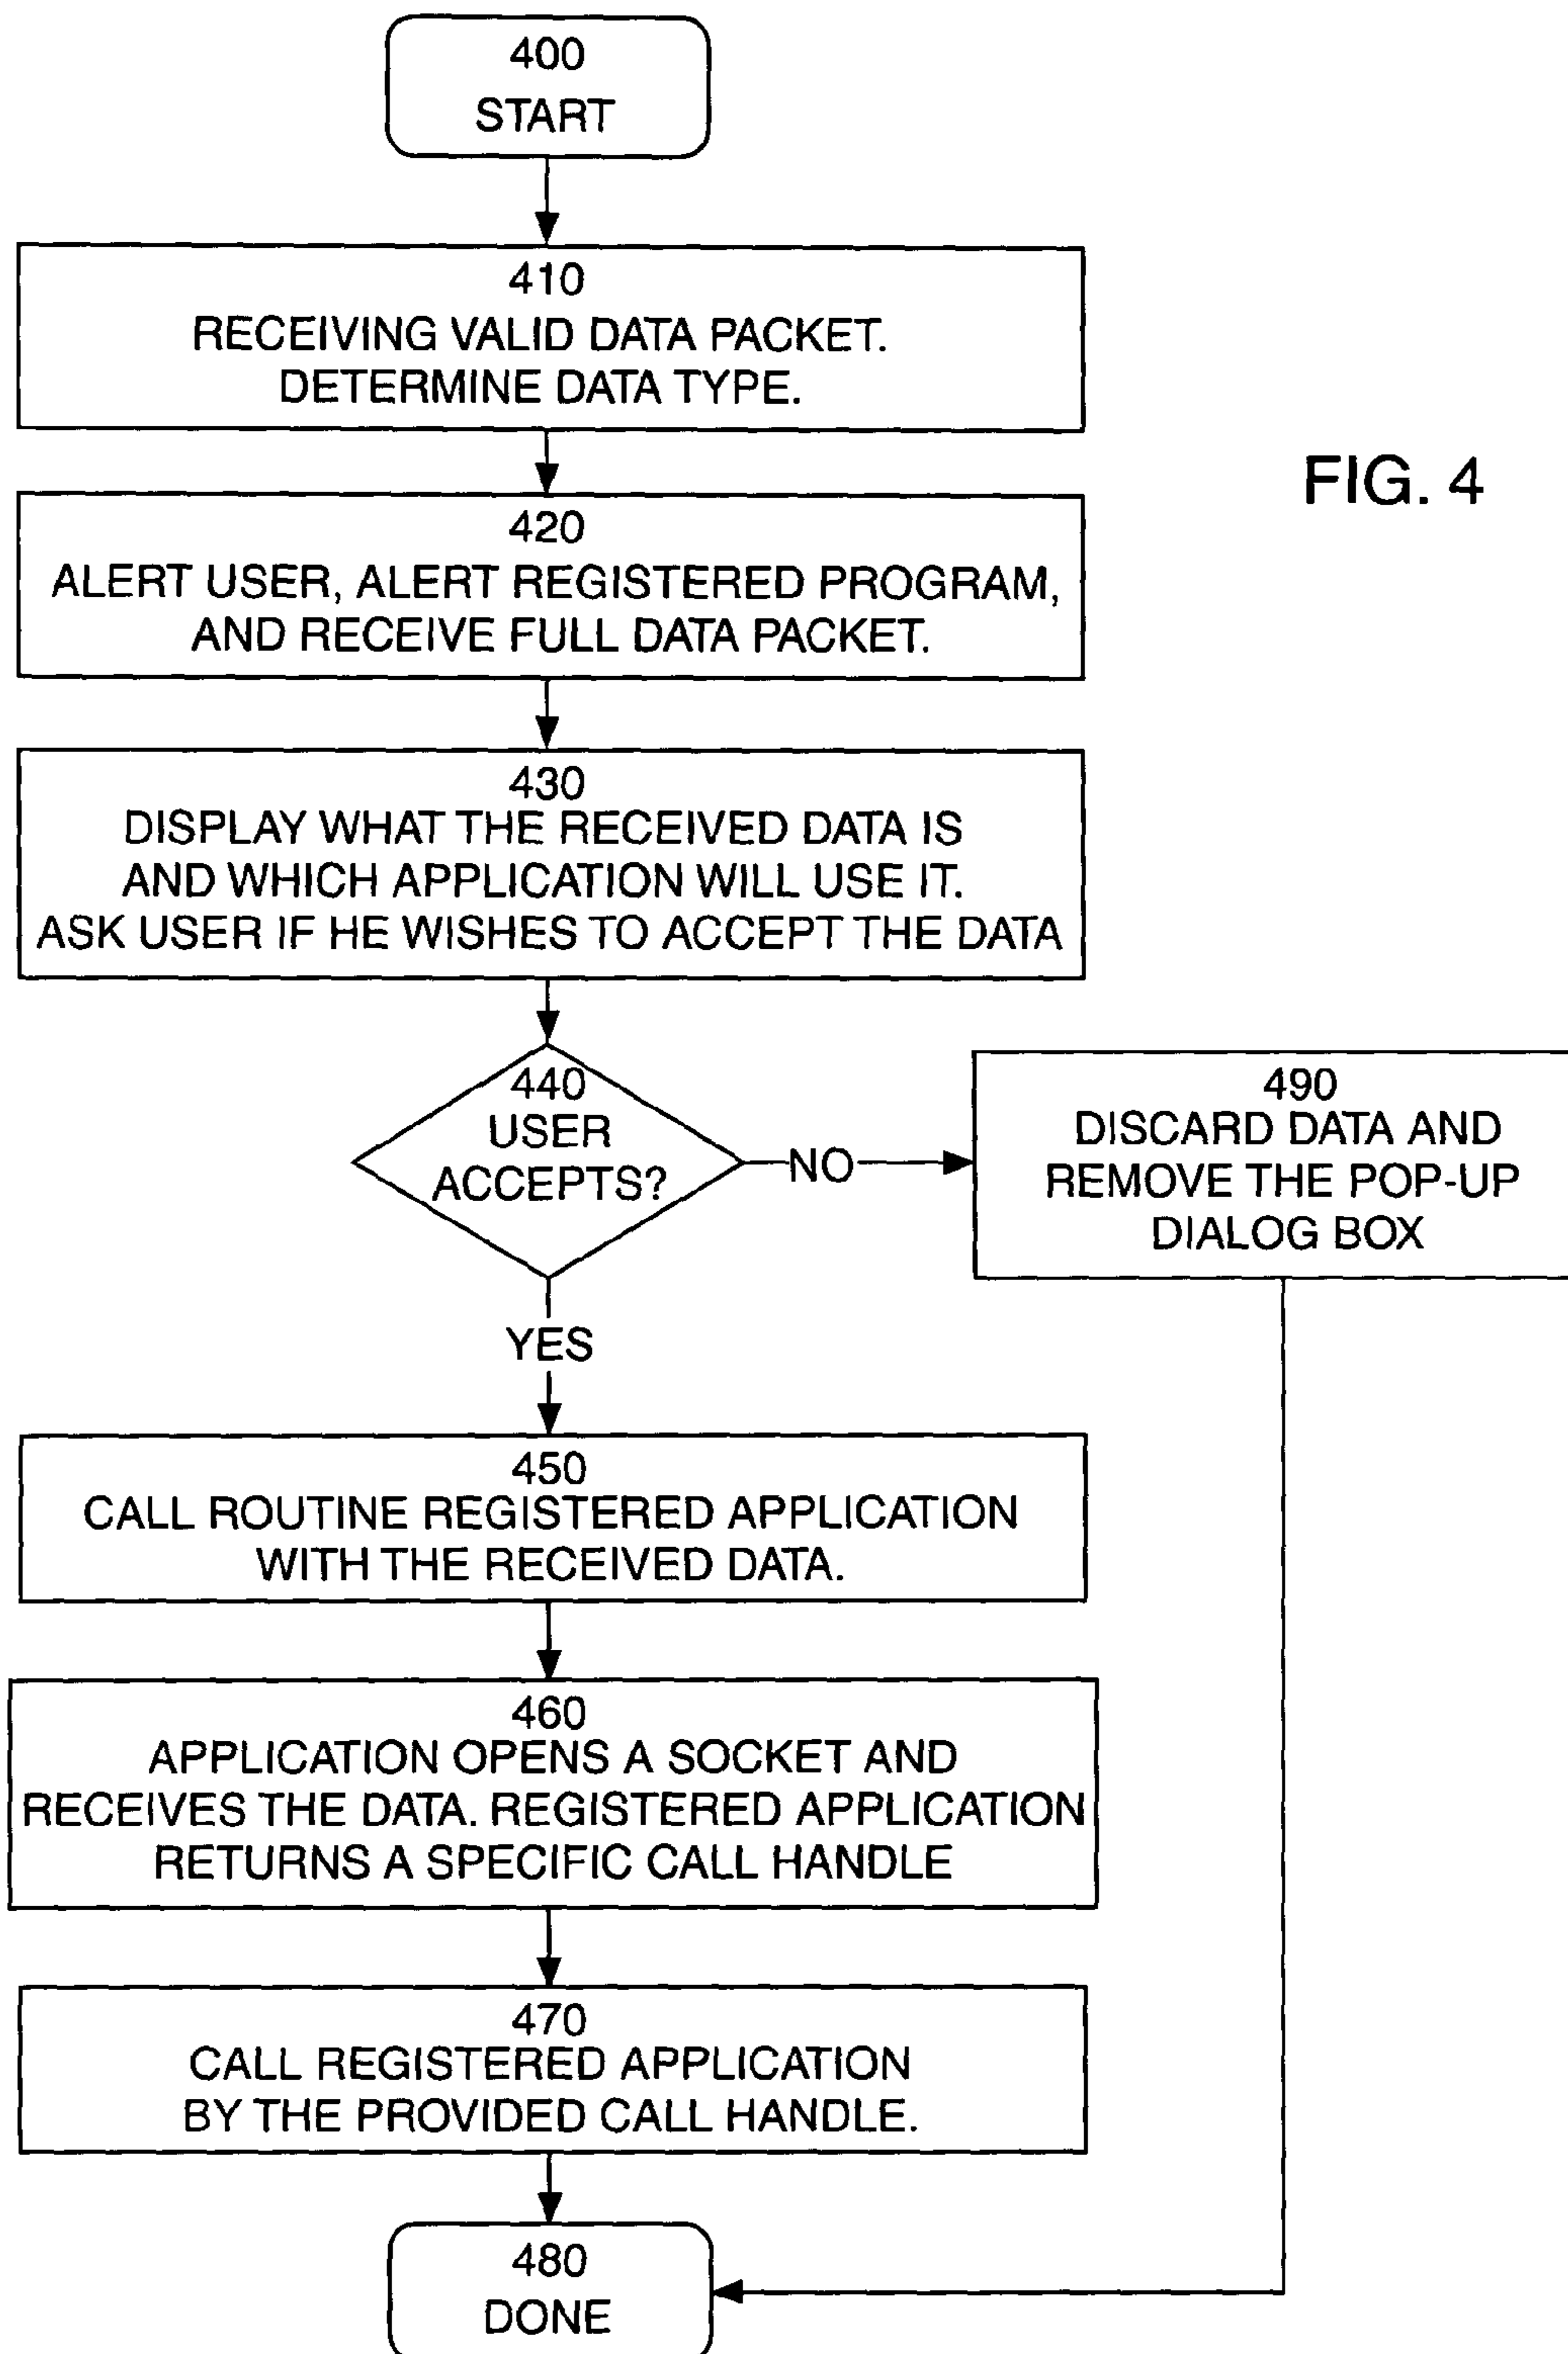 400
START
410
RECEIVING VALID DATA PACKET.
DETERMINE DATA TYPE.
FIG. 4
420
ALERT USER, ALERT REGISTERED PROGRAM,
AND RECEIVE FULL DATA PACKET.
430
DISPLAY WHAT THE RECEIVED DATA IS
AND WHICH APPLICATION WILL USE IT.
ASK USER IF HE WISHES TO ACCEPT THE DATA
440
USER
ACCEPTS?
NO
490
DISCARD DATA AND
REMOVE THE POP-UP
DIALOG BOX
YES
450
CALL ROUTINE REGISTERED APPLICATION
WITH THE RECEIVED DATA.
460
APPLICATION OPENS A SOCKET AND
RECEIVES THE DATA. REGISTERED APPLICATION
RETURNS A SPECIFIC CALL HANDLE
470
CALL REGISTERED APPLICATION
BY THE PROVIDED CALL HANDLE.
480
DONE